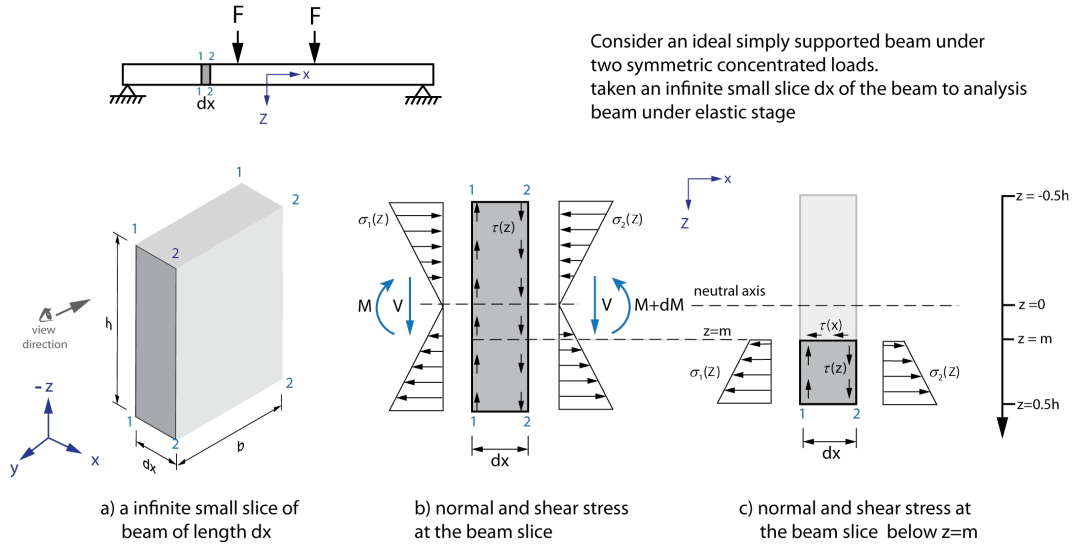 F F
Consider an ideal simply supported beam under
two symmetric concentrated loads.
taken an infinite small slice dx of the beam to analysis
beam under elastic stage
1 2
x
1 2
dx
Z
1
2
1
2
h
view
direction
-z
y
x
1
2
2
dx
b
a) a infinite small slice of
beam of length dx
1 2
σ₁(Z)
τ(z)
σ₂(Z)
M
V
V
M+dM
1 2
dx
b) normal and shear stress
at the beam slice
x
Z
z = -0.5h
neutral axis
z =0
z=m
τ(x)
z = m
σ₁(Z)
τ(z)
σ₂(Z)
z=0.5h
1 2
dx
c) normal and shear stress at
the beam slice below z=m